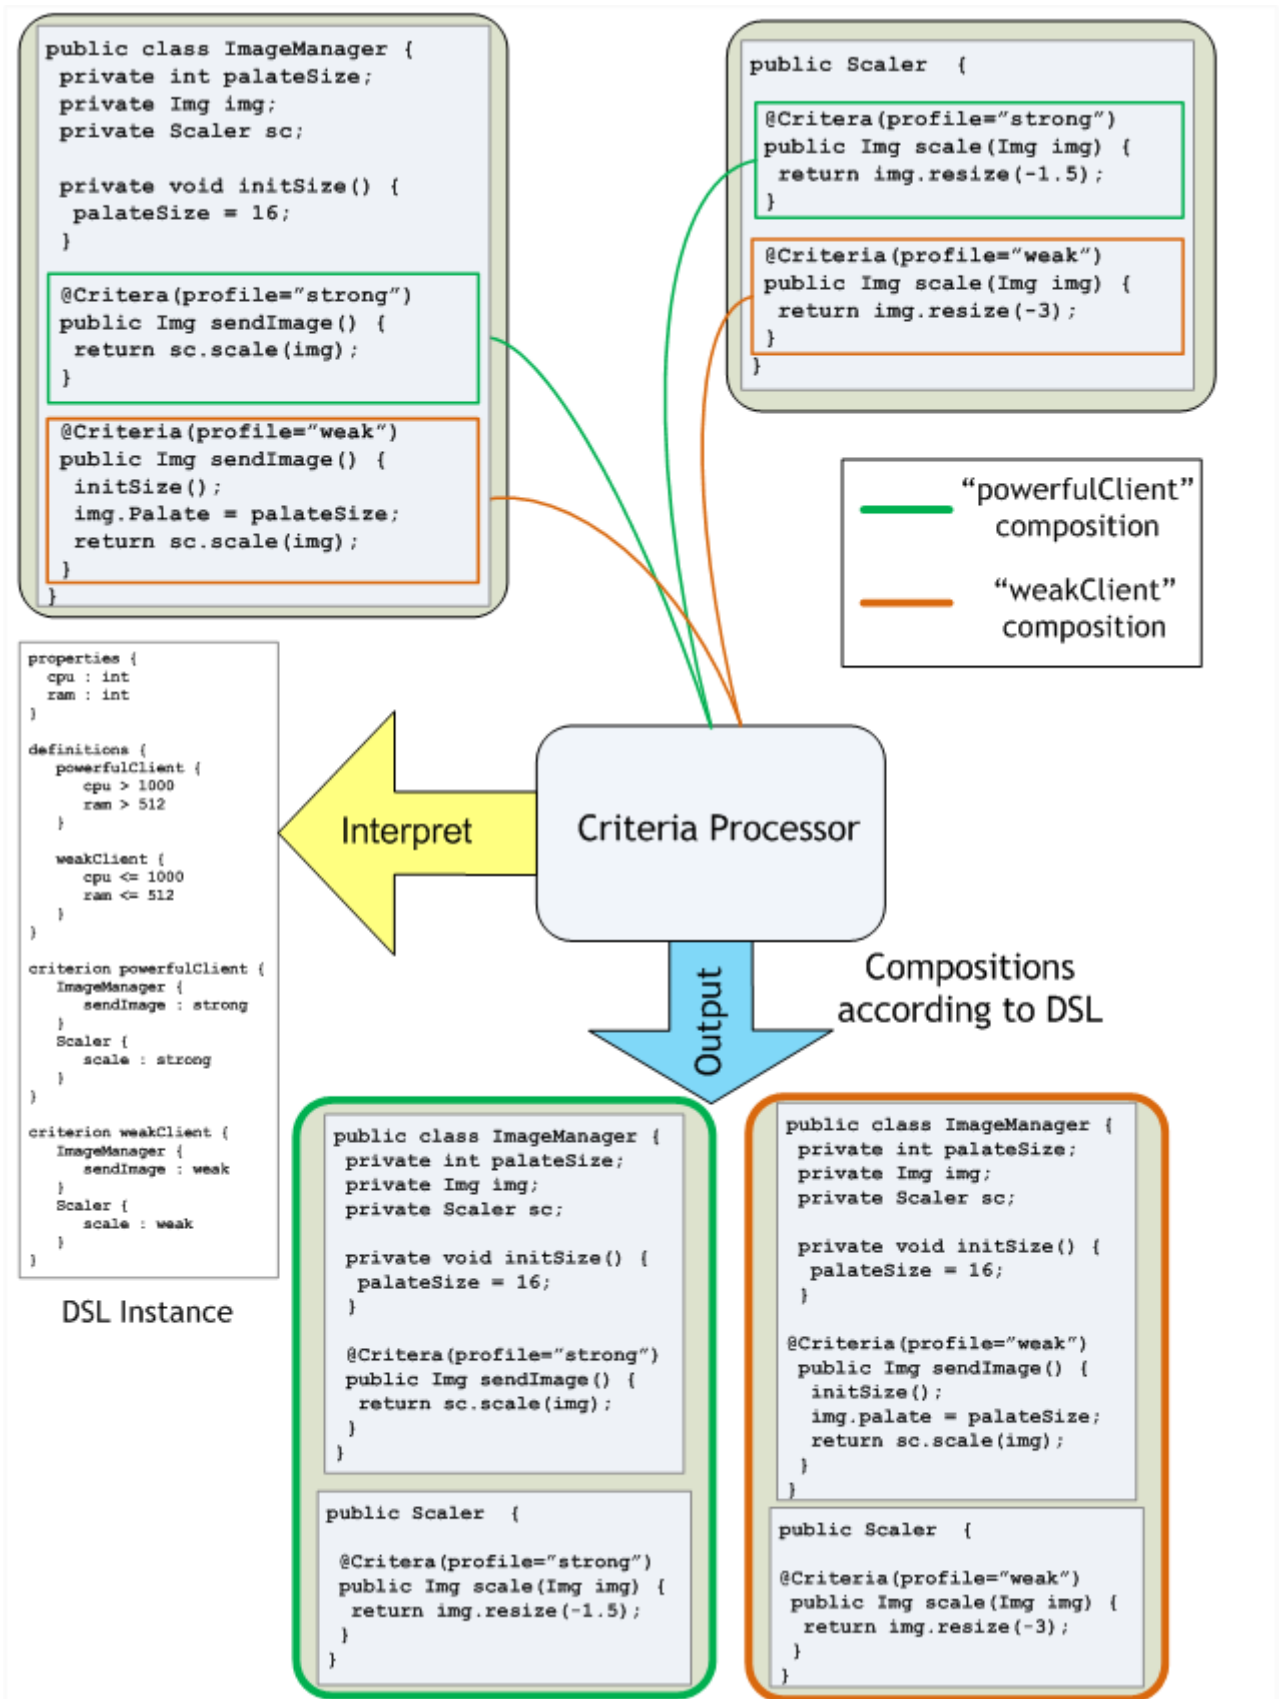 public class ImageManager {
private int palateSize;
private Img img;
private Scaler sc;
private void initSize() {
palateSize = 16;
}
@Critera(profile="strong")
public Img sendImage() {
return sc.scale(img);
}
@Criteria(profile="weak")
public Img sendImage() {
initSize();
img.Palate = palateSize;
return sc.scale(img);
}
}
public Scaler {
@Critera(profile="strong")
public Img scale(Img img) {
return img.resize(-1.5);
}
@Criteria(profile="weak")
public Img scale(Img img) {
return img.resize(-3);
}
}
"powerfulClient"
composition
"weakClient"
composition
properties {
cpu : int
ram : int
}
definitions {
powerfulClient {
cpu > 1000
ram > 512
}
weakClient {
cpu <= 1000
ram <= 512
}
}
criterion powerfulClient {
ImageManager {
sendImage : strong
}
Scaler {
scale : strong
}
}
criterion weakClient {
ImageManager {
sendImage : weak
}
Scaler {
scale : weak
}
}
DSL Instance
Interpret
Criteria Processor
Output
Compositions
according to DSL
public class ImageManager {
private int palateSize;
private Img img;
private Scaler sc;
private void initSize() {
palateSize = 16;
}
@Critera(profile="strong")
public Img sendImage() {
return sc.scale(img);
}
}
public Scaler {
@Critera(profile="strong")
public Img scale(Img img) {
return img.resize(-1.5);
}
}
public class ImageManager {
private int palateSize;
private Img img;
private Scaler sc;
private void initSize() {
palateSize = 16;
}
@Criteria(profile="weak")
public Img sendImage() {
initSize();
img.palate = palateSize;
return sc.scale(img);
}
}
public Scaler {
@Criteria(profile="weak")
public Img scale(Img img) {
return img.resize(-3);
}
}